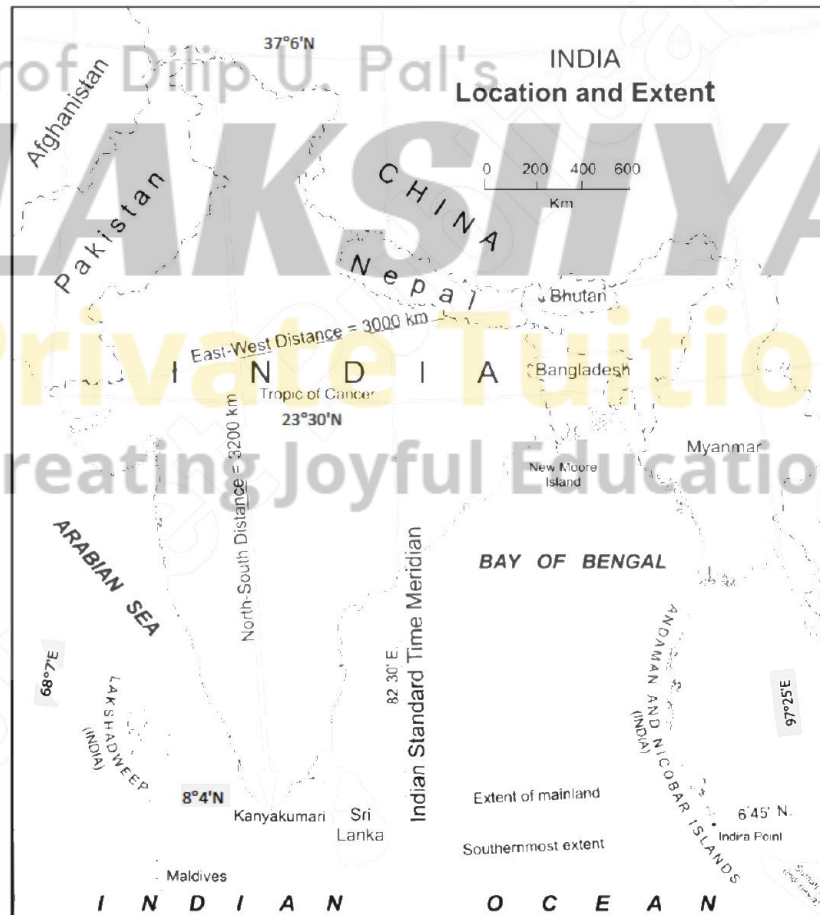 37°6'N
Prof. Dilip U. Pal's
INDIA
Location and Extent
Afghanistan
LAKSHYA
CHINA
0 200 400 600
Km
Pakistan
Nepal
Bhutan
East-West Distance = 3000 km
Private Tuitio
INDIA
Bangladesh
Tropic of Cancer
23°30'N
North-South Distance = 3200 km
Myanmar
New Moore
Island
reating Joyful Educatio
ARABIAN SEA
BAY OF BENGAL
Indian Standard Time Meridian
82 30' E
68°7'E
97°25'E
LAKSHADWEEP
(INDIA)
ANDAMAN AND NICOBAR ISLANDS
(INDIA)
8°4'N
Kanyakumari
Sri
Lanka
Extent of mainland
6°45' N.
Indira Point
Southernmost extent
Maldives
INDIAN OCEAN